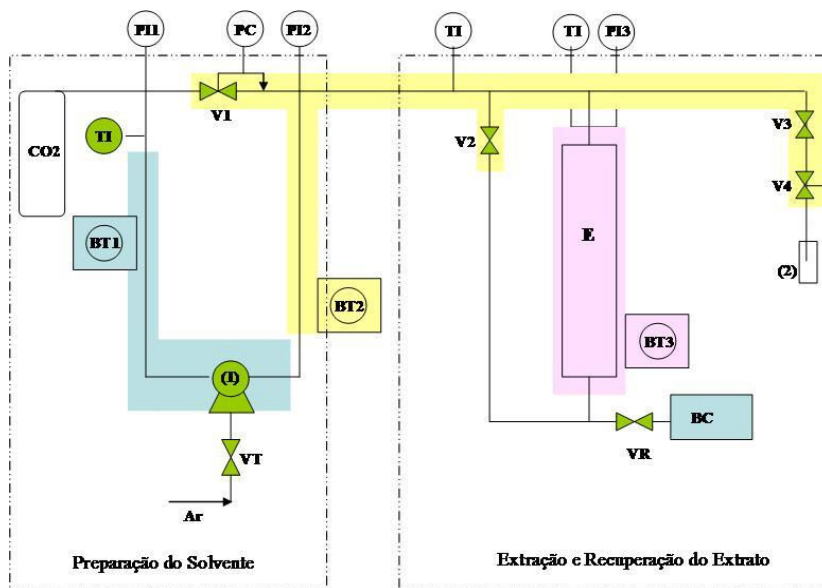 PI1
PC
PI2
TI
TI
PI3
V1
V2
V3
TI
CO2
V4
BT1
E
(2)
BT2
BT3
(1)
BC
VT
VR
Ar
Preparação do Solvente
Extração e Recuperação do Extrato